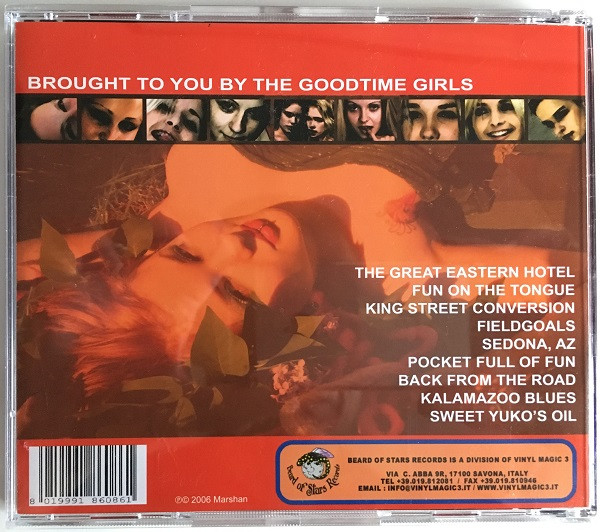 BROUGHT TO YOU BY THE GOODTIME GIRLS
THE GREAT EASTERN HOTEL
FUN ON THE TONGUE
KING STREET CONVERSION
FIELDGOALS
SEDONA, AZ
POCKET FULL OF FUN
BACK FROM THE ROAD
KALAMAZOO BLUES
SWEET YUKO'S OIL
8 019991 860861
℗© 2006 Marshan
Beard of Stars Records
BEARD OF STARS RECORDS IS A DIVISION OF VINYL MAGIC 3
VIA C. ABBA 9R, 17100 SAVONA, ITALY
TEL +39.019.812081 / FAX +39.019.810946
EMAIL : INFO@VINYLMAGIC3.IT / WWW.VINYLMAGIC3.IT